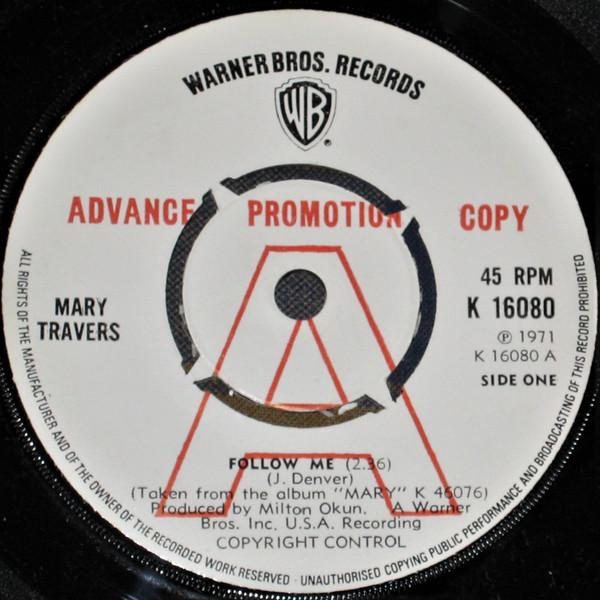 WARNER BROS. RECORDS
WB
ADVANCE PROMOTION COPY
A
MARY
TRAVERS
45 RPM
K 16080
℗ 1971
K 16080 A
SIDE ONE
FOLLOW ME (2.36)
(J. Denver)
(Taken from the album "MARY" K 46076)
Produced by Milton Okun. A Warner
Bros. Inc. U.S.A. Recording
COPYRIGHT CONTROL
ALL RIGHTS OF THE MANUFACTURER AND OF THE OWNER OF THE RECORDED WORK RESERVED · UNAUTHORISED COPYING PUBLIC PERFORMANCE AND BROADCASTING OF THIS RECORD PROHIBITED